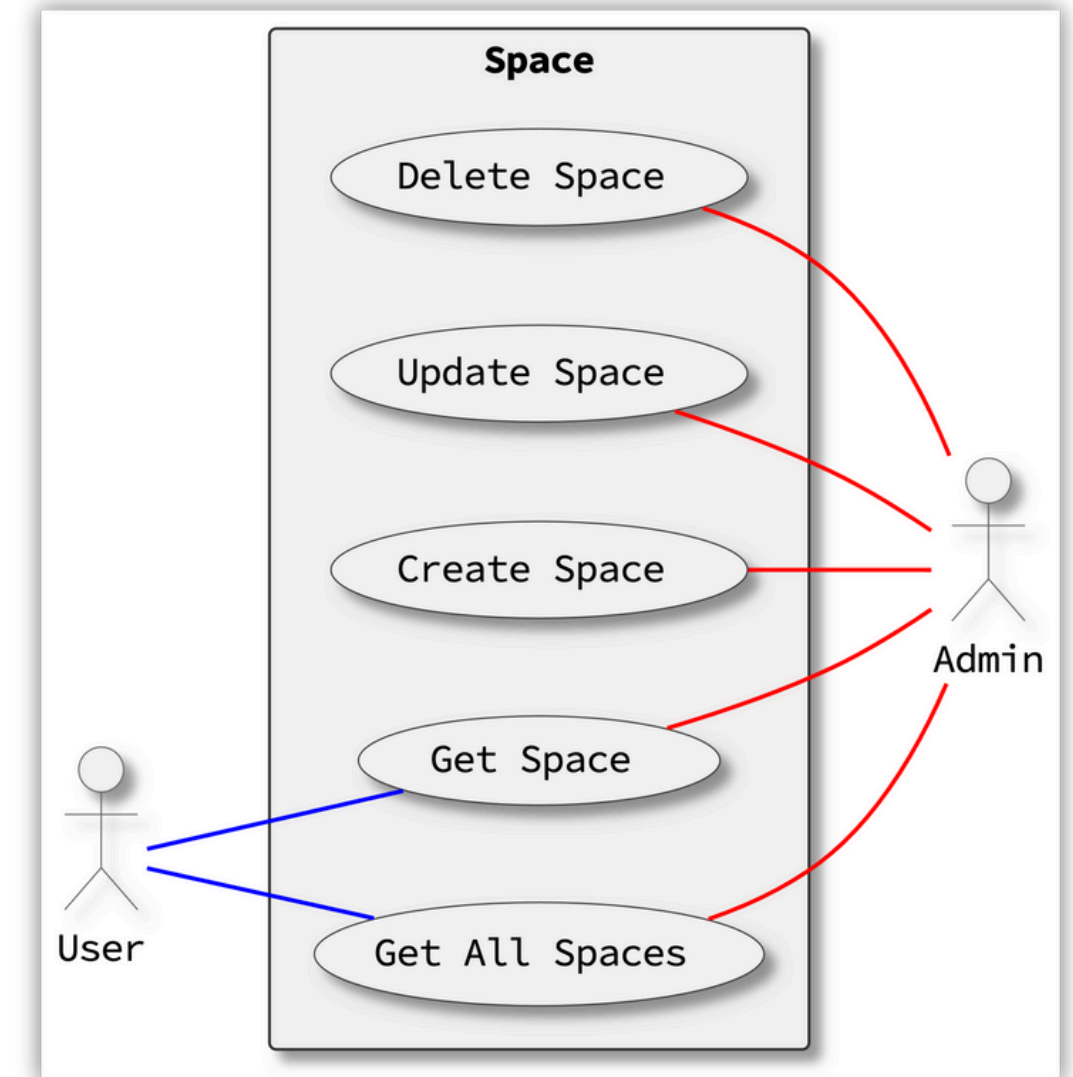 Space
Delete Space
Update Space
Create Space
Admin
Get Space
User
Get All Spaces